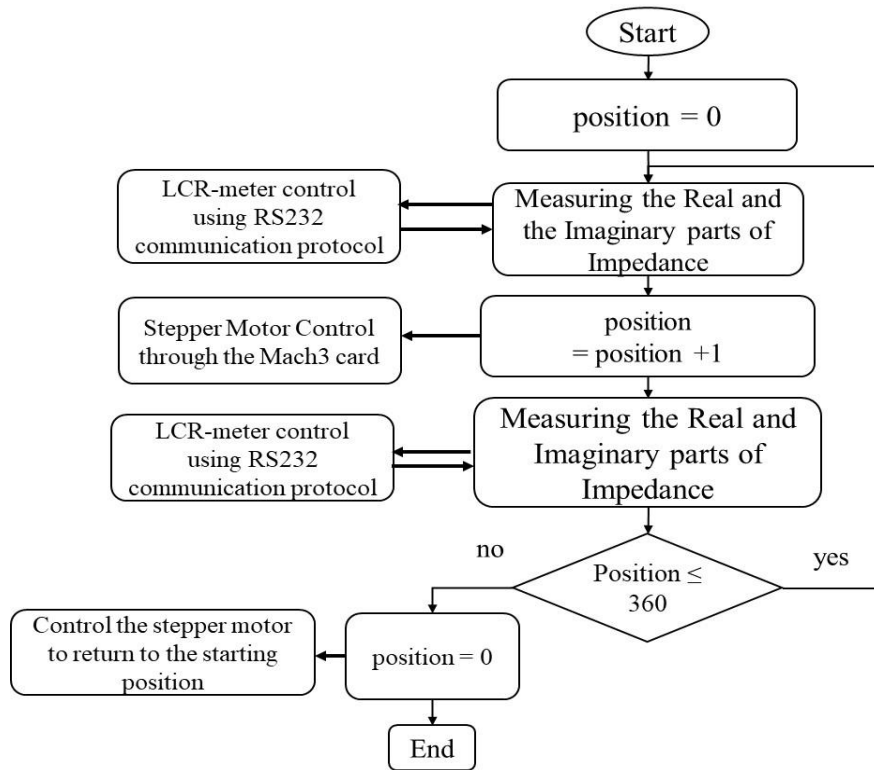 Start
position = 0
LCR-meter control
using RS232
communication protocol
Measuring the Real and
the Imaginary parts of
Impedance
Stepper Motor Control
through the Mach3 card
position
= position +1
LCR-meter control
using RS232
communication protocol
Measuring the Real and
Imaginary parts of
Impedance
no
Position ≤
360
yes
Control the stepper motor
to return to the starting
position
position = 0
End